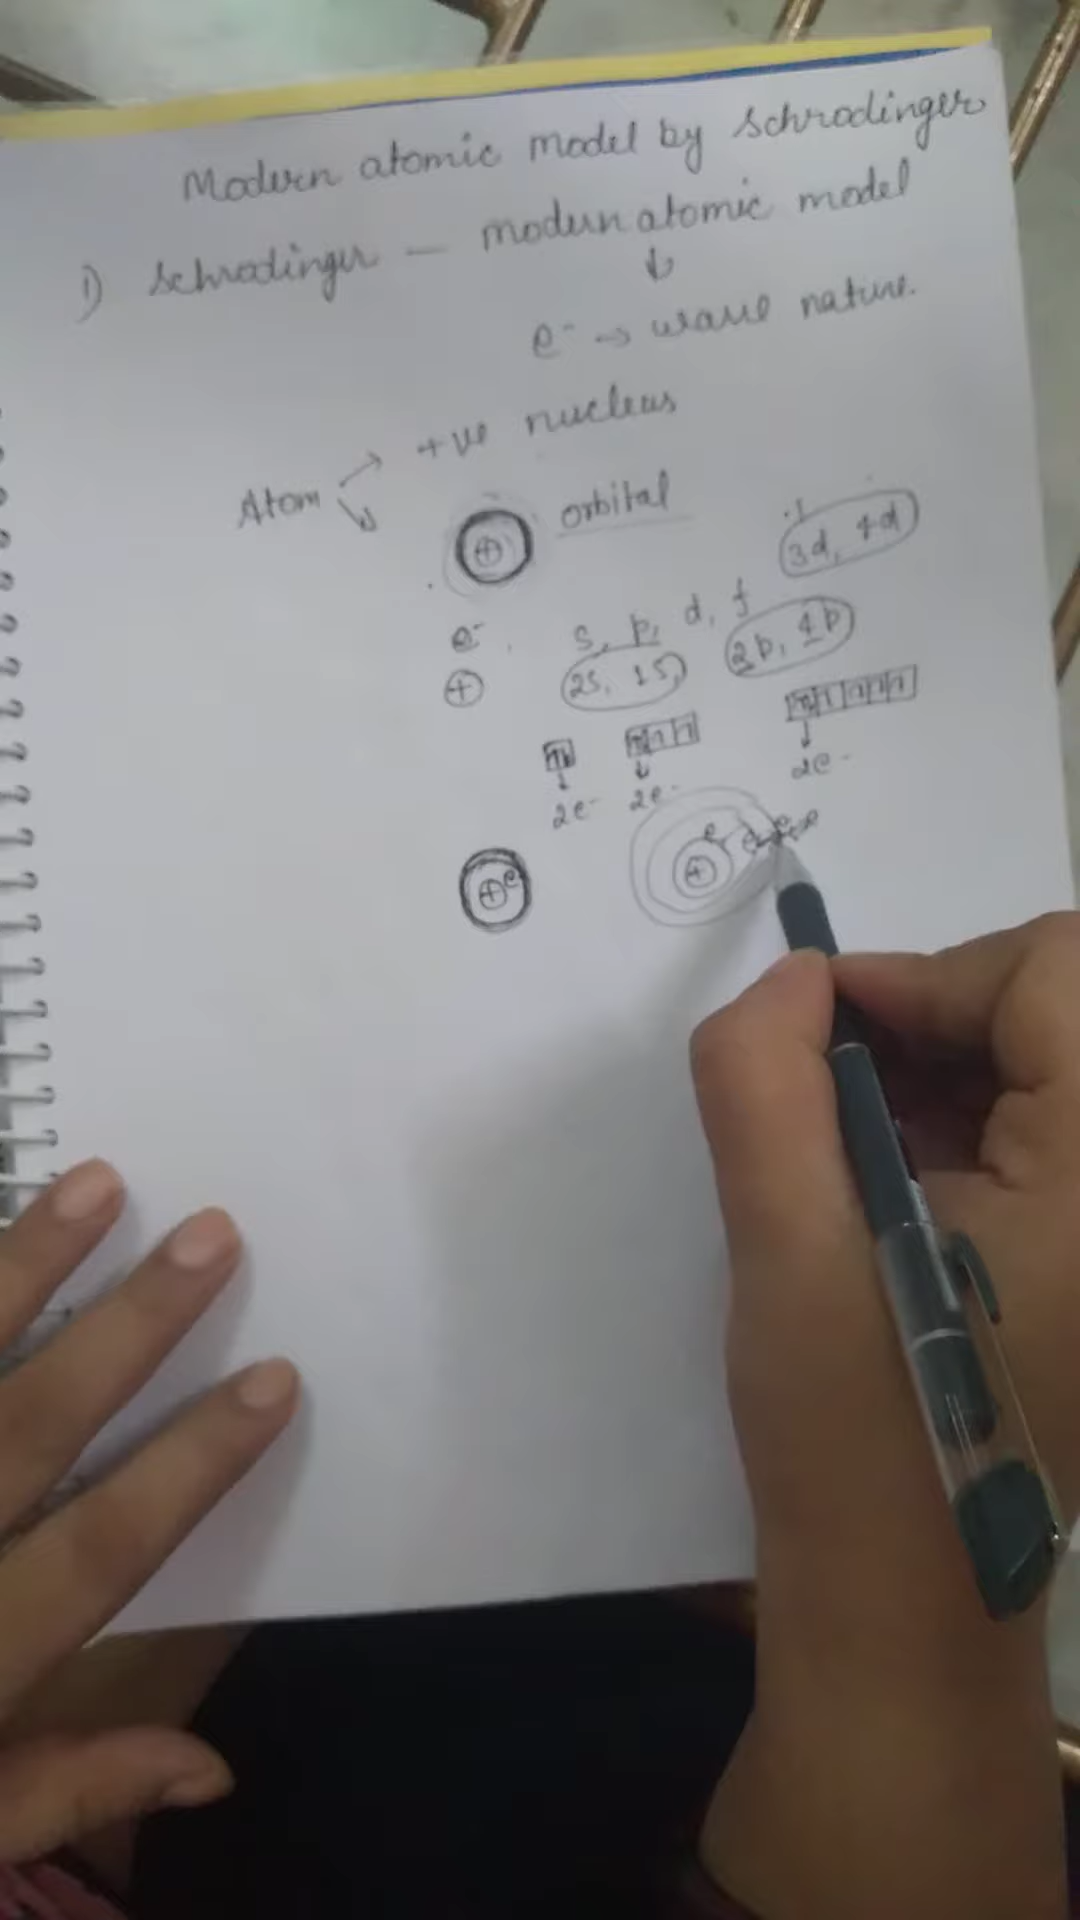 Modern atomic model by Schrodinger
1) Schrodinger — modern atomic model
↓
e⁻ → wave nature.
Atom → +ve nucleus
orbital
⊕
3d, 4d
e⁻, s, p, d, f
⊕ 2s, 1s, 2p, 4p
2e⁻ 2e⁻ 2e⁻
⊕ e ⊕ e e e e